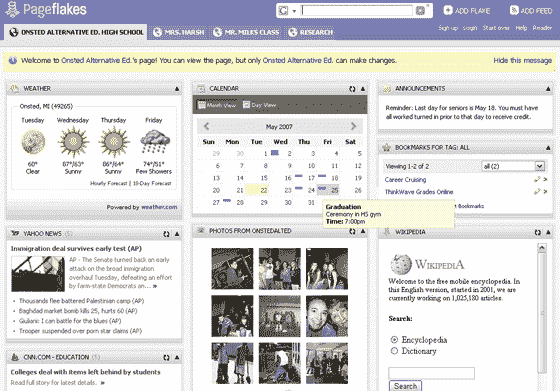 Pageflakes
ADD FLAKE
ADD FEED
ONSTED ALTERNATIVE ED. HIGH SCHOOL
MRS. HARSH
MR. MILKS CLASS
RESEARCH
Sign up Login Start over Help Reader
Welcome to Onsted Alternative Ed.'s page! You can view the page, but only Onsted Alternative Ed. can make changes.
Hide this message
WEATHER
Onsted, MI (49265)
Tuesday Wednesday Thursday Friday
60° 87°/63° 86°/64° 74°/51°
Clear Sunny Sunny Few Showers
Hourly Forecast | 10-Day Forecast
Powered by weather.com
YAHOO NEWS (5)
Immigration deal survives early test (AP)
AP - The Senate turned back an early
attack on the broad immigration
overhaul Tuesday, defeating an effort
by farm-state Democrats an... »
Thousands flee battered Palestinian camp (AP)
Baghdad market bomb kills 25, hurts 60
Giuliani: I can battle for the blues (AP)
Trooper suspended over porn star claims (AP)
CNN.COM - EDUCATION (5)
Colleges deal with items left behind by students
Read full story for latest details. »
CALENDAR
Month View Day View
May 2007
Sun Mon Tue Wed Thu Fri Sat
29 30 1 2 3 4 5
6 7 8 9 10 11 12
13 14 15 16 17 18 19
20 21 22 23 24 25 26
27 28 29 30 31 1 2
Graduation
Ceremony in HS gym
Time: 7:00pm
PHOTOS FROM ONSTEDALTED
ANNOUNCEMENTS
Reminder: Last day for seniors is May 18. You must have
all worked turned in prior to that day to receive credit.
BOOKMARKS FOR TAG: ALL
Viewing 1-2 of 2
all (2)
Career Cruising
ThinkWave Grades Online
Bookmarks
WIKIPEDIA
WIKIPEDIA
Welcome to the free mobile encyclopedia. In
this English version, started in 2001, we are
currently working on 1,025,180 articles.
Search:
Encyclopedia
Dictionary
Search